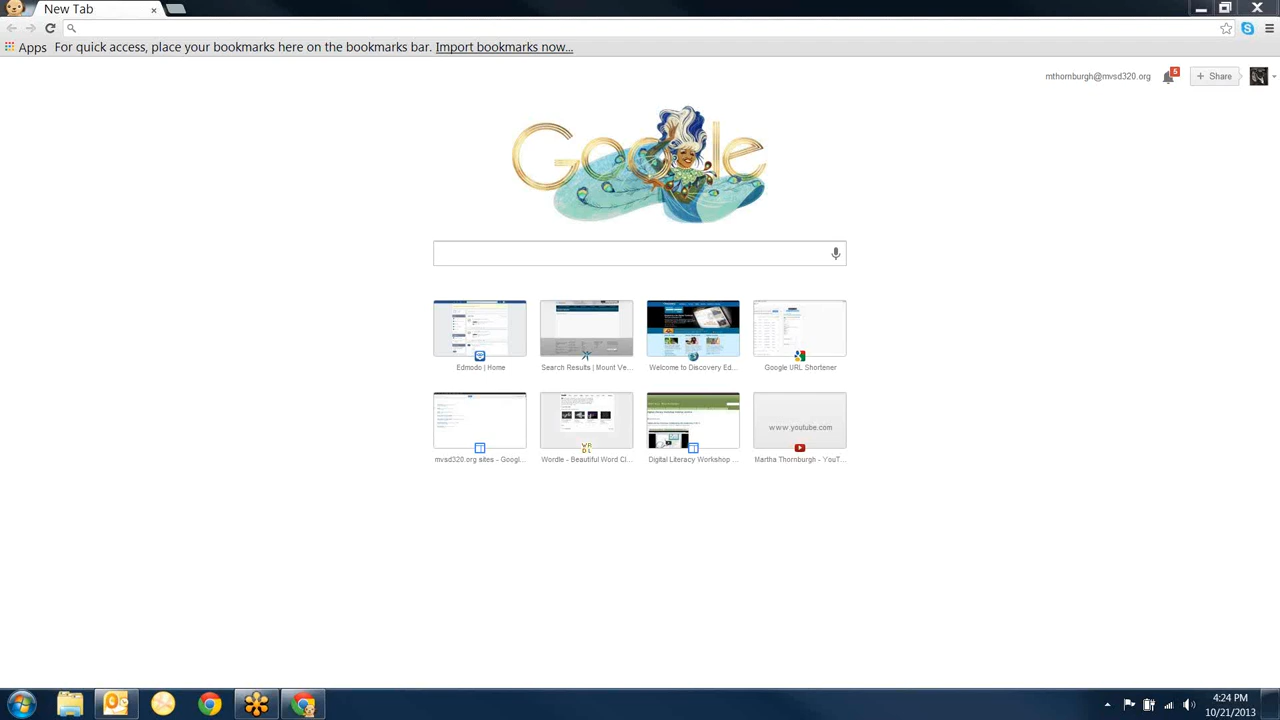 New Tab
Apps For quick access, place your bookmarks here on the bookmarks bar. Import bookmarks now...
mthornburgh@mvsd320.org 5 + Share
Google
Edmodo | Home
Search Results | Mount Ve...
Welcome to Discovery Ed...
Google URL Shortener
www.youtube.com
mvsd320.org sites - Googl...
Wordle - Beautiful Word Cl...
Digital Literacy Workshop ...
Martha Thornburgh - YouT...
4:24 PM
10/21/2013